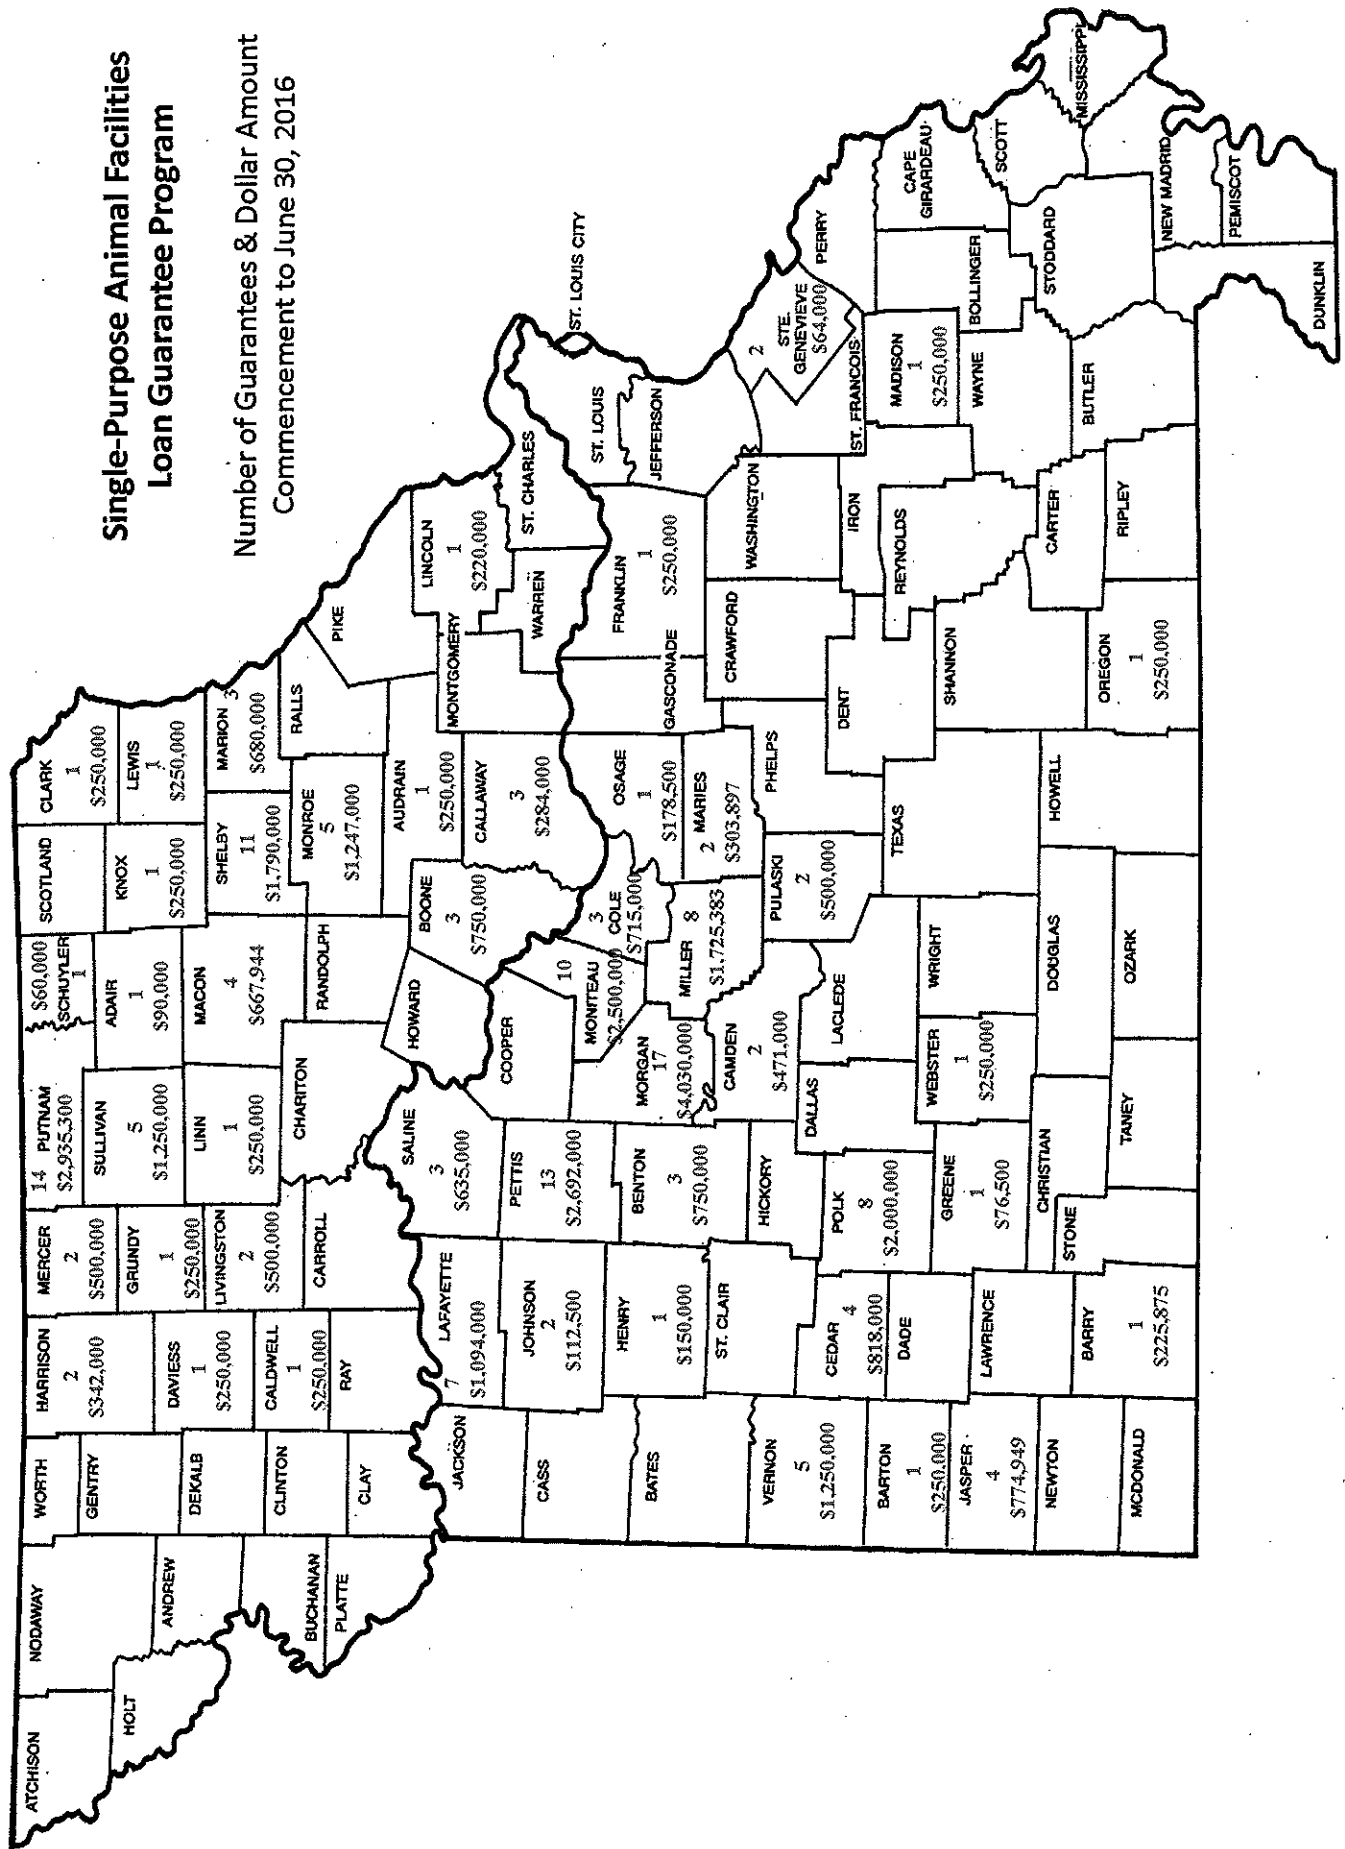 Single-Purpose Animal Facilities
Loan Guarantee Program
Number of Guarantees & Dollar Amount
Commencement to June 30, 2016
ATCHISON
NODAWAY
HOLT
ANDREW
BUCHANAN
PLATTE
WORTH
GENTRY
DEKALB
CLINTON
CLAY
HARRISON
2
$342,000
DAVIESS
1
$250,000
CALDWELL
1
$250,000
RAY
MERCER
2
$500,000
GRUNDY
1
$250,000
LIVINGSTON
2
$500,000
CARROLL
14 PUTNAM
$2,935,300
SULLIVAN
5
$1,250,000
LINN
1
$250,000
CHARITON
$60,000
SCHUYLER
1
ADAIR
1
$90,000
MACON
4
$667,944
RANDOLPH
SCOTLAND
KNOX
1
$250,000
SHELBY
11
$1,790,000
MONROE
5
$1,247,000
CLARK
1
$250,000
LEWIS
1
$250,000
MARION 3
$680,000
RALLS
PIKE
AUDRAIN
1
$250,000
HOWARD
BOONE
3
$750,000
CALLAWAY
3
$284,000
MONTGOMERY
LINCOLN
1
$220,000
WARREN
ST. CHARLES
ST. LOUIS CITY
ST. LOUIS
JEFFERSON
FRANKLIN
1
$250,000
GASCONADE
OSAGE
1
$178,500
MARIES
2
$303,897
3
COLE
$715,000
10
MONITEAU
$2,500,000
MILLER
8
$1,725,383
COOPER
MORGAN
17
$4,030,000
CAMDEN
2
$471,000
SALINE
3
$635,000
PETTIS
13
$2,692,000
BENTON
3
$750,000
HICKORY
LAFAYETTE
7
$1,094,000
JOHNSON
2
$112,500
HENRY
1
$150,000
ST. CLAIR
JACKSON
CASS
BATES
VERNON
5
$1,250,000
BARTON
1
$250,000
JASPER
4
$774,949
NEWTON
MCDONALD
CEDAR 4
$818,000
DADE
LAWRENCE
BARRY
1
$225,875
POLK
8
$2,000,000
GREENE
1
$76,500
CHRISTIAN
STONE
TANEY
DALLAS
WEBSTER
1
$250,000
LACLEDE
WRIGHT
DOUGLAS
OZARK
PULASKI
2
$500,000
PHELPS
TEXAS
HOWELL
CRAWFORD
DENT
SHANNON
OREGON
1
$250,000
WASHINGTON
IRON
REYNOLDS
CARTER
RIPLEY
2
STE.
GENEVIEVE
$64,000
ST. FRANCOIS
MADISON
1
$250,000
WAYNE
BUTLER
PERRY
BOLLINGER
CAPE
GIRARDEAU
SCOTT
STODDARD
MISSISSIPPI
NEW MADRID
PEMISCOT
DUNKLIN